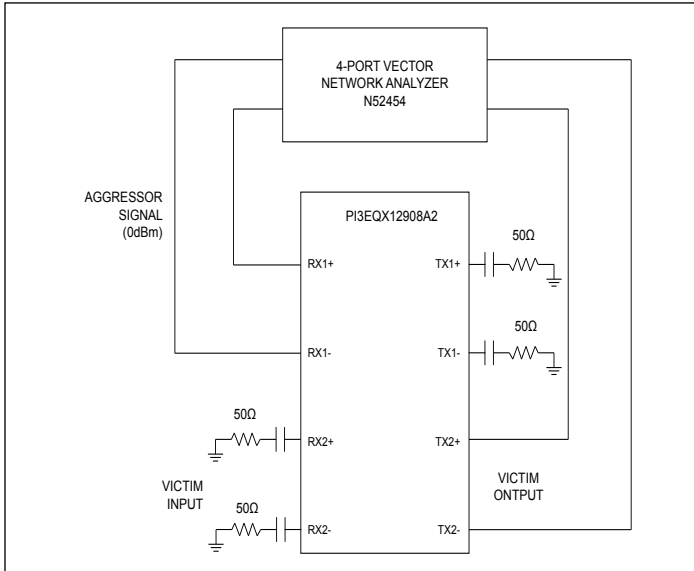 4-PORT VECTOR
NETWORK ANALYZER
N52454
AGGRESSOR
SIGNAL
(0dBm)
PI3EQX12908A2
50Ω
RX1+
TX1+
50Ω
RX1-
TX1-
50Ω
RX2+
TX2+
VICTIM
INPUT
VICTIM
ONTPUT
50Ω
RX2-
TX2-